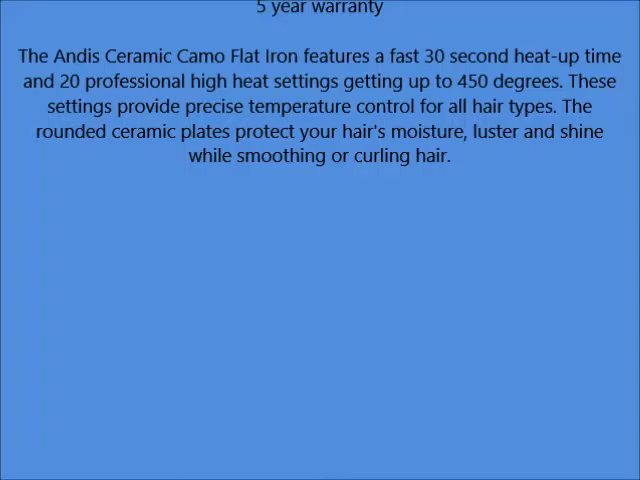 5 year warranty
The Andis Ceramic Camo Flat Iron features a fast 30 second heat-up time
and 20 professional high heat settings getting up to 450 degrees. These
settings provide precise temperature control for all hair types. The
rounded ceramic plates protect your hair's moisture, luster and shine
while smoothing or curling hair.